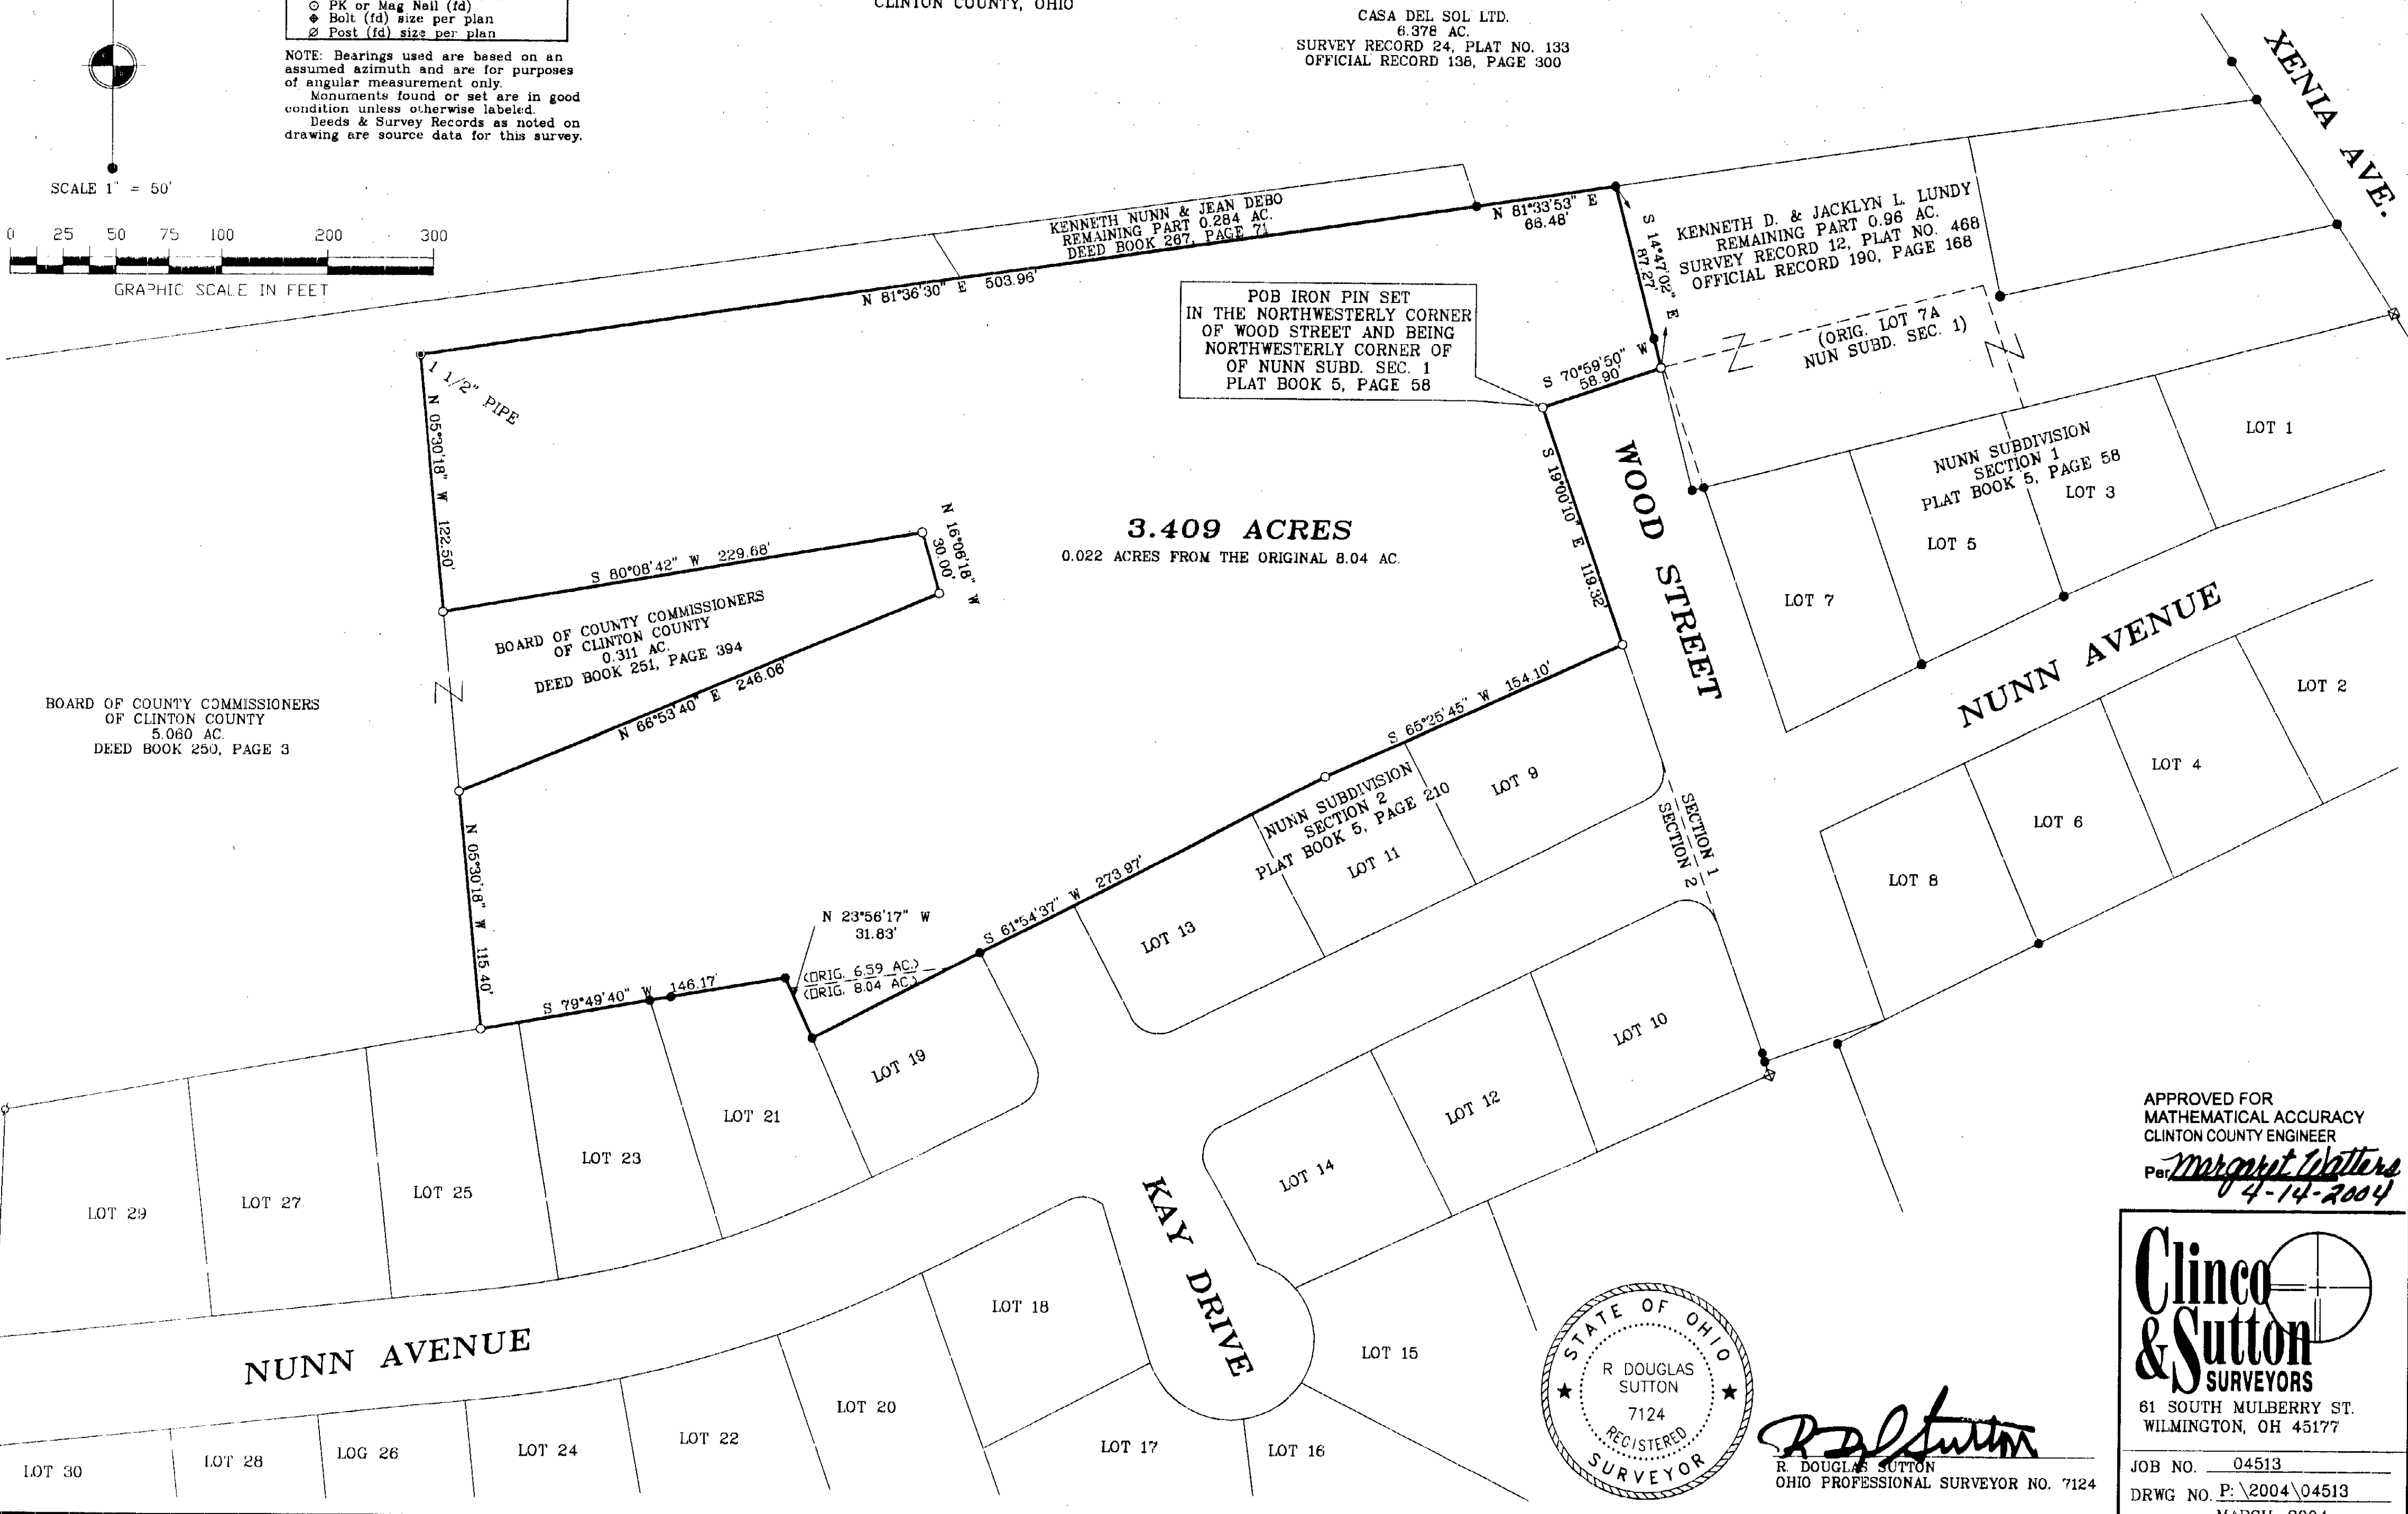 ⊙ PK or Mag Nail (fd)
⌖ Bolt (fd) size per plan
Ø Post (fd) size per plan
CLINTON COUNTY, OHIO
NOTE: Bearings used are based on an
assumed azimuth and are for purposes
of angular measurement only.
Monuments found or set are in good
condition unless otherwise labeled.
Deeds & Survey Records as noted on
drawing are source data for this survey.
SCALE 1" = 50'
0 25 50 75 100 200 300
GRAPHIC SCALE IN FEET
CASA DEL SOL LTD.
6.378 AC.
SURVEY RECORD 24, PLAT NO. 133
OFFICIAL RECORD 138, PAGE 300
XENIA AVE.
KENNETH NUNN & JEAN DEBO
REMAINING PART 0.284 AC.
DEED BOOK 267, PAGE 71
N 81°33'53" E
66.48'
S 14°47'02" E
87.27'
KENNETH D. & JACKLYN L. LUNDY
REMAINING PART 0.96 AC.
SURVEY RECORD 12, PLAT NO. 468
OFFICIAL RECORD 190, PAGE 168
N 81°36'30" E 503.96'
POB IRON PIN SET
IN THE NORTHWESTERLY CORNER
OF WOOD STREET AND BEING
NORTHWESTERLY CORNER OF
OF NUNN SUBD. SEC. 1
PLAT BOOK 5, PAGE 58
(ORIG. LOT 7A
NUN SUBD. SEC. 1)
S 70°59'50" W
58.90'
1 1/2" PIPE
N 05°30'18" W 122.50'
S 19°00'10" E 119.32'
WOOD STREET
NUNN SUBDIVISION
SECTION 1
PLAT BOOK 5, PAGE 58
LOT 1
LOT 3
LOT 5
LOT 7
3.409 ACRES
0.022 ACRES FROM THE ORIGINAL 8.04 AC.
N 16°06'18" W
30.00'
S 80°08'42" W 229.68'
BOARD OF COUNTY COMMISSIONERS
OF CLINTON COUNTY
0.311 AC.
DEED BOOK 251, PAGE 394
N 66°53'40" E 246.06'
BOARD OF COUNTY COMMISSIONERS
OF CLINTON COUNTY
5.060 AC.
DEED BOOK 250, PAGE 3
NUNN AVENUE
LOT 2
LOT 4
LOT 6
LOT 8
S 65°25'45" W 154.10'
NUNN SUBDIVISION
SECTION 2
PLAT BOOK 5, PAGE 210
LOT 9
LOT 11
LOT 13
SECTION 1
SECTION 2
N 05°30'18" W 115.40'
S 61°54'37" W 273.97'
N 23°56'17" W
31.83'
(ORIG. 6.59 AC.)
(ORIG. 8.04 AC.)
S 79°49'40" W 146.17'
LOT 19
LOT 21
LOT 23
LOT 25
LOT 27
LOT 29
LOT 10
LOT 12
LOT 14
KAY DRIVE
LOT 15
LOT 16
LOT 17
LOT 18
LOT 20
LOT 22
LOT 24
LOG 26
LOT 28
LOT 30
NUNN AVENUE
STATE OF OHIO
R DOUGLAS
SUTTON
7124
REGISTERED
SURVEYOR
R. DOUGLAS SUTTON
OHIO PROFESSIONAL SURVEYOR NO. 7124
APPROVED FOR
MATHEMATICAL ACCURACY
CLINTON COUNTY ENGINEER
Per Margaret Watters
4-14-2004
Clinco
& Sutton
SURVEYORS
61 SOUTH MULBERRY ST.
WILMINGTON, OH 45177
JOB NO. 04513
DRWG NO. P:\2004\04513
MARCH 2004